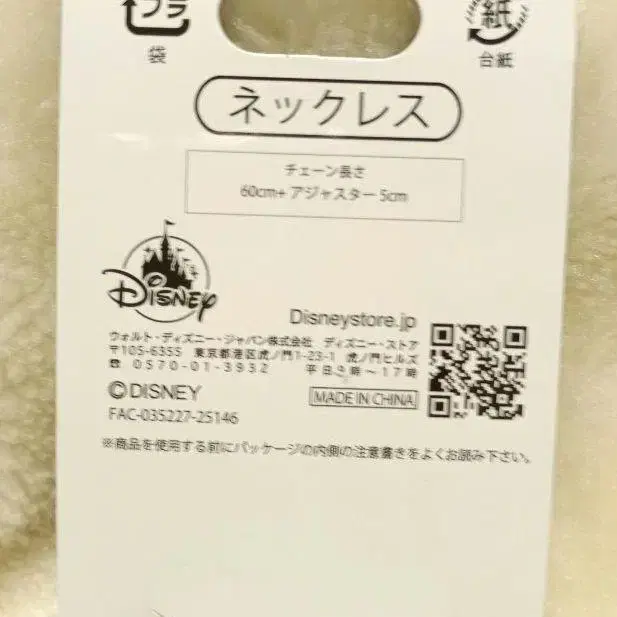 プラ
紙
袋
台紙
ネックレス
チェーン長さ
60cm+ アジャスター 5cm
Disney
Disneystore.jp
ウォルト・ディズニー・ジャパン株式会社 ディズニー・ストア
〒105-6355 東京都港区虎ノ門1-23-1 虎ノ門ヒルズ
☎ 0570-01-3932 平日9時〜17時
©DISNEY
MADE IN CHINA
FAC-035227-25146
※商品を使用する前にパッケージの内側の注意書きをよくお読み下さい。